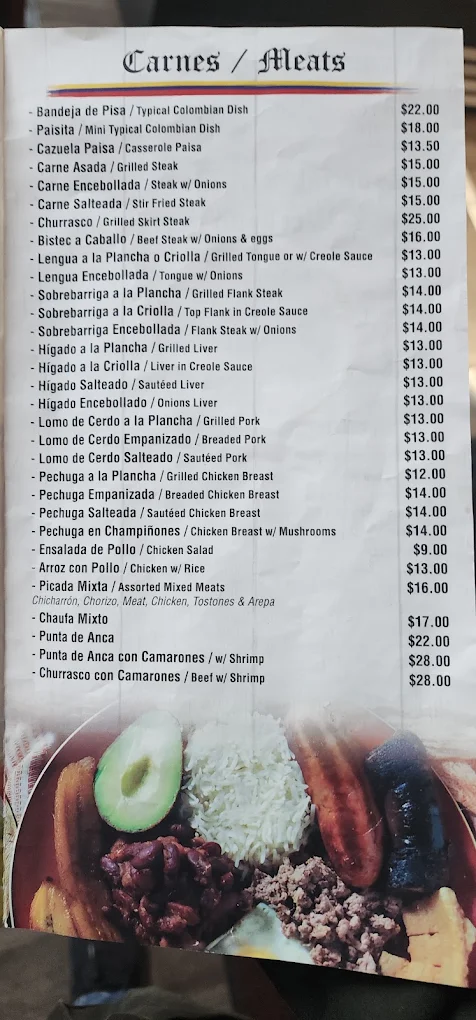 Carnes / Meats
- Bandeja de Pisa / Typical Colombian Dish $22.00
- Paisita / Mini Typical Colombian Dish $18.00
- Cazuela Paisa / Casserole Paisa $13.50
- Carne Asada / Grilled Steak $15.00
- Carne Encebollada / Steak w/ Onions $15.00
- Carne Salteada / Stir Fried Steak $15.00
- Churrasco / Grilled Skirt Steak $25.00
- Bistec a Caballo / Beef Steak w/ Onions & eggs $16.00
- Lengua a la Plancha o Criolla / Grilled Tongue or w/ Creole Sauce $13.00
- Lengua Encebollada / Tongue w/ Onions $13.00
- Sobrebarriga a la Plancha / Grilled Flank Steak $14.00
- Sobrebarriga a la Criolla / Top Flank in Creole Sauce $14.00
- Sobrebarriga Encebollada / Flank Steak w/ Onions $14.00
- Hígado a la Plancha / Grilled Liver $13.00
- Hígado a la Criolla / Liver in Creole Sauce $13.00
- Hígado Salteado / Sautéed Liver $13.00
- Hígado Encebollado / Onions Liver $13.00
- Lomo de Cerdo a la Plancha / Grilled Pork $13.00
- Lomo de Cerdo Empanizado / Breaded Pork $13.00
- Lomo de Cerdo Salteado / Sautéed Pork $13.00
- Pechuga a la Plancha / Grilled Chicken Breast $12.00
- Pechuga Empanizada / Breaded Chicken Breast $14.00
- Pechuga Salteada / Sautéed Chicken Breast $14.00
- Pechuga en Champiñones / Chicken Breast w/ Mushrooms $14.00
- Ensalada de Pollo / Chicken Salad $9.00
- Arroz con Pollo / Chicken w/ Rice $13.00
- Picada Mixta / Assorted Mixed Meats $16.00
Chicharrón, Chorizo, Meat, Chicken, Tostones & Arepa
- Chaufa Mixto $17.00
- Punta de Anca $22.00
- Punta de Anca con Camarones / w/ Shrimp $28.00
- Churrasco con Camarones / Beef w/ Shrimp $28.00